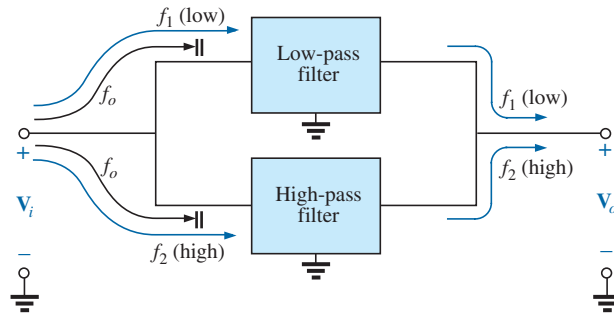 f₁ (low)
fₒ
Low-pass
filter
f₁ (low)
+
fₒ
Vᵢ
f₂ (high)
–
High-pass
filter
f₂ (high)
+
Vₒ
–